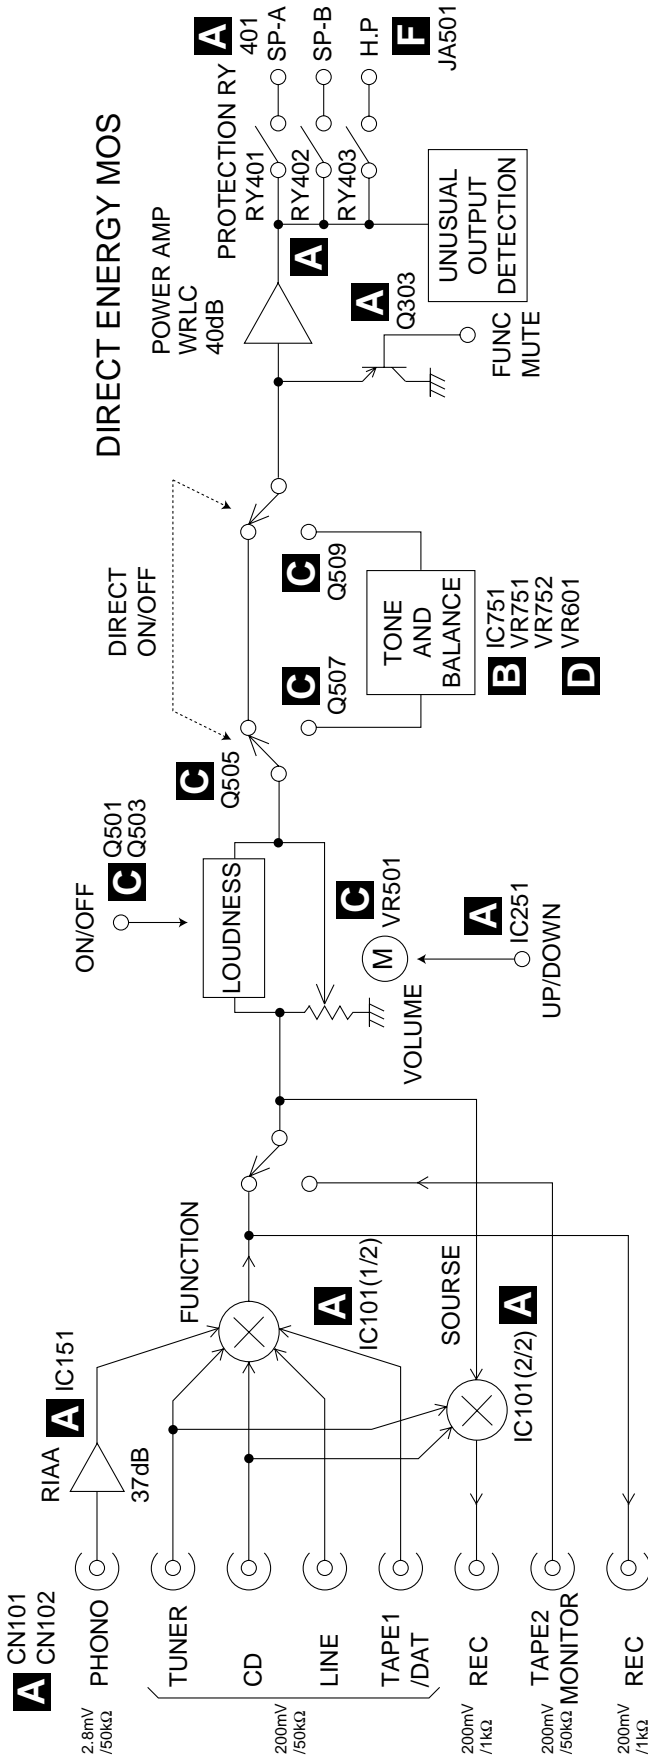 A CN101
CN102
PHONO
2.8mV
/50kΩ
TUNER
CD
LINE
TAPE1
/DAT
200mV
/50kΩ
REC
200mV
/1kΩ
TAPE2
MONITOR
200mV
/50kΩ
REC
200mV
/1kΩ
RIAA
A IC151
37dB
FUNCTION
A
IC101(1/2)
SOURSE
IC101(2/2) A
ON/OFF
C Q501
Q503
LOUDNESS
VOLUME
M
C
VR501
A
IC251
UP/DOWN
C
Q505
DIRECT
ON/OFF
C
Q507
C
Q509
TONE
AND
BALANCE
B IC751
VR751
VR752
D VR601
DIRECT ENERGY MOS
POWER AMP
WRLC
40dB
A
A
Q303
FUNC
MUTE
PROTECTION RY
A
401
RY401
SP-A
RY402
SP-B
RY403
H.P
F
JA501
UNUSUAL
OUTPUT
DETECTION